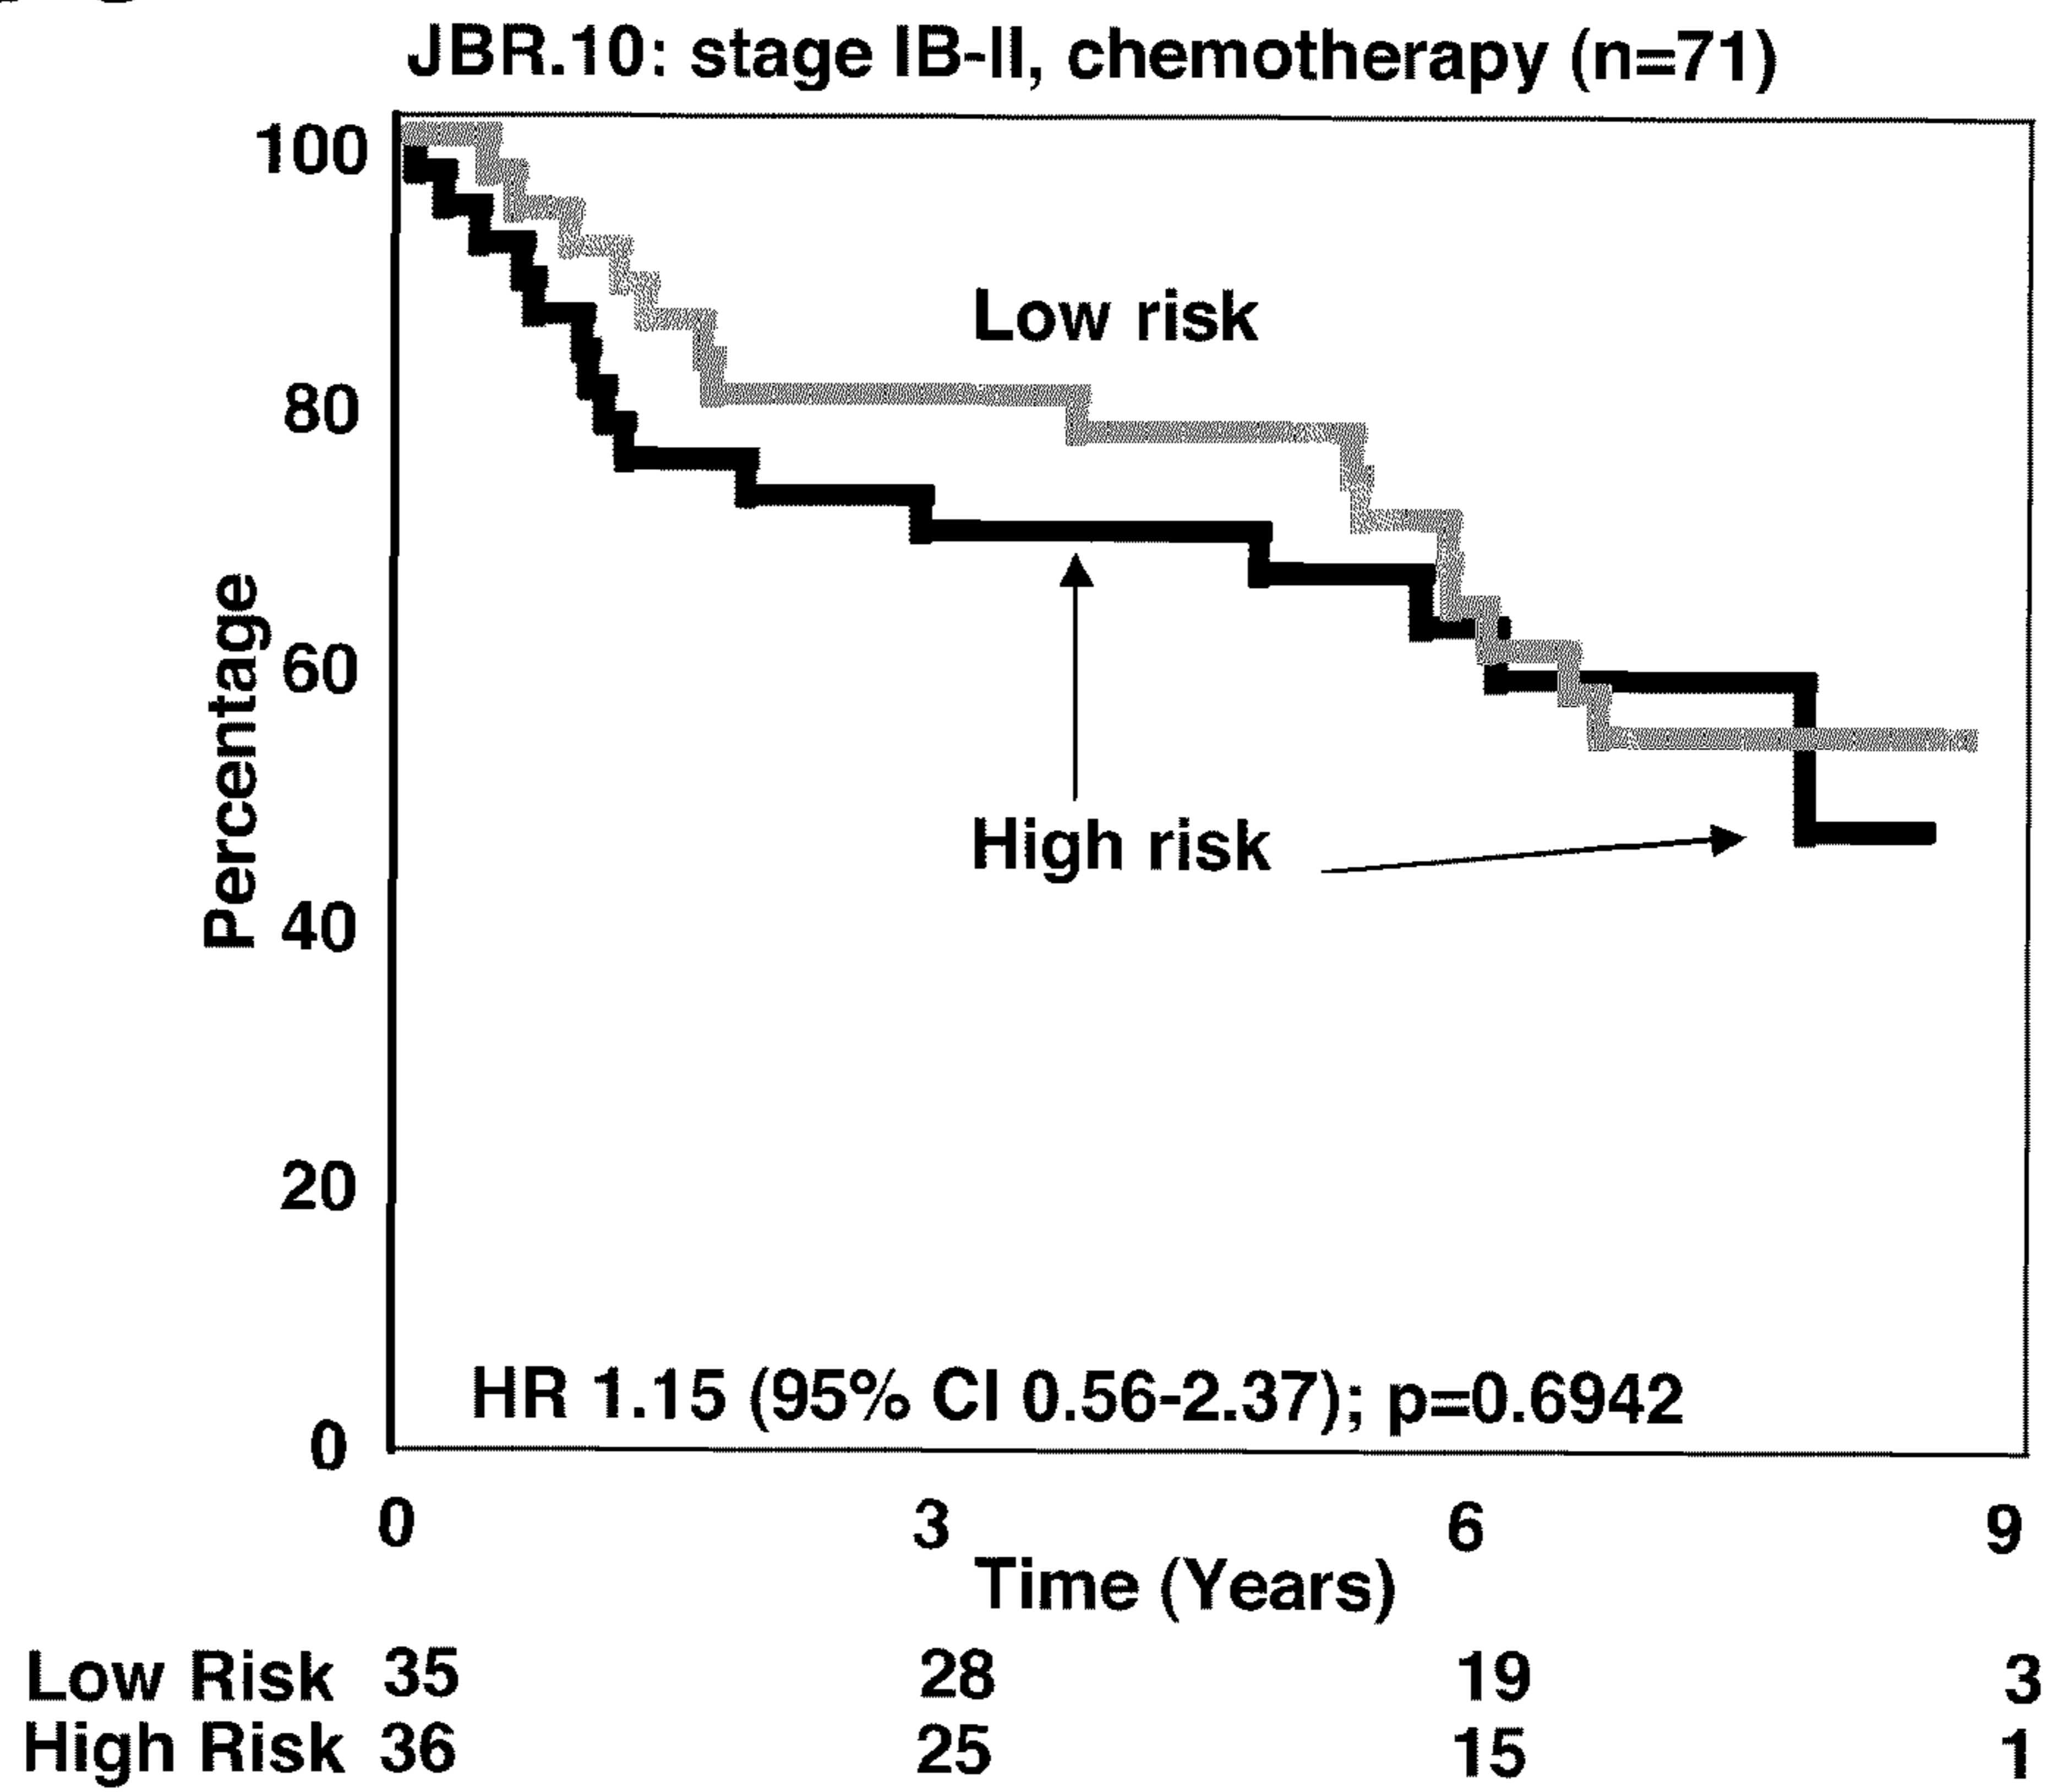 JBR.10: stage IB-II, chemotherapy (n=71)
100
80
60
40
20
0
Percentage
Low risk
High risk
HR 1.15 (95% CI 0.56-2.37); p=0.6942
0 3 6 9
Time (Years)
Low Risk 35 28 19 3
High Risk 36 25 15 1